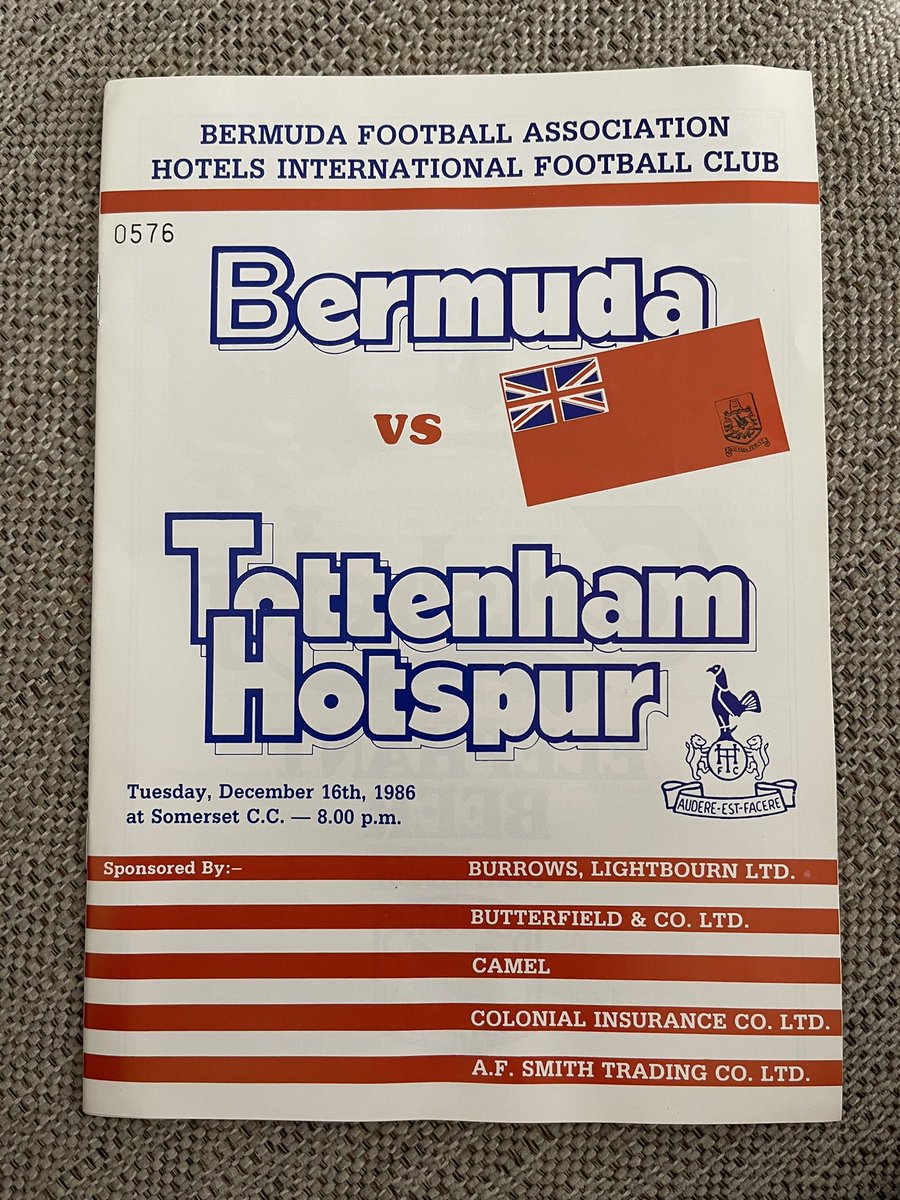 BERMUDA FOOTBALL ASSOCIATION
HOTELS INTERNATIONAL FOOTBALL CLUB
0576
Bermuda
vs
Tottenham
Hotspur
THFC
AUDERE-EST-FACERE
Tuesday, December 16th, 1986
at Somerset C.C. — 8.00 p.m.
Sponsored By:– BURROWS, LIGHTBOURN LTD.
BUTTERFIELD & CO. LTD.
CAMEL
COLONIAL INSURANCE CO. LTD.
A.F. SMITH TRADING CO. LTD.